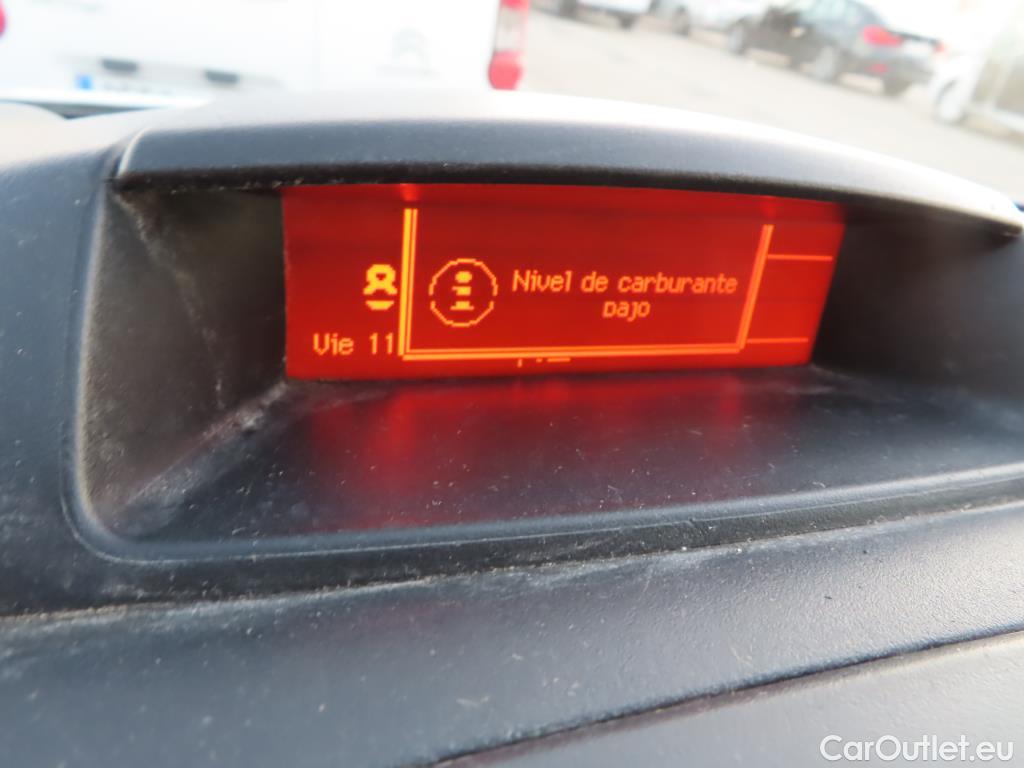 Nivel de carburante
bajo
Vie 11
CarOutlet.eu